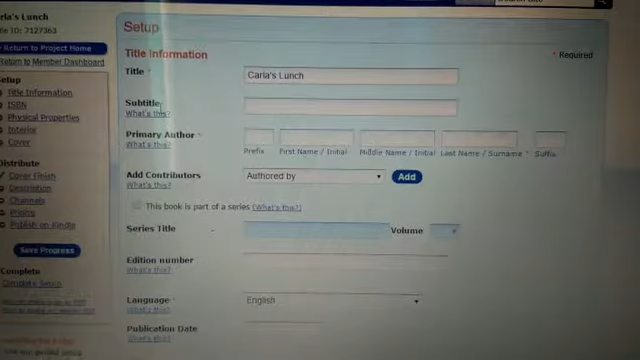 arla's Lunch
ID: 7127363
Return to Project Home
Return to Member Dashboard
Setup
Title Information
ISBN
Physical Properties
Interior
Cover
Distribute
Cover Finish
Description
Channels
Pricing
Publish on Kindle
Save Progress
Complete
Complete Setup
Setup
Title Information
* Required
Title *
Carla's Lunch
Subtitle
What's this?
Primary Author *
What's this?
Prefix
First Name / Initial
Middle Name / Initial
Last Name / Surname *
Suffix
Add Contributors
What's this?
Authored by
Add
This book is part of a series (What's this?)
Series Title
Volume
Edition number
What's this?
Language *
What's this?
English
Publication Date
What's this?